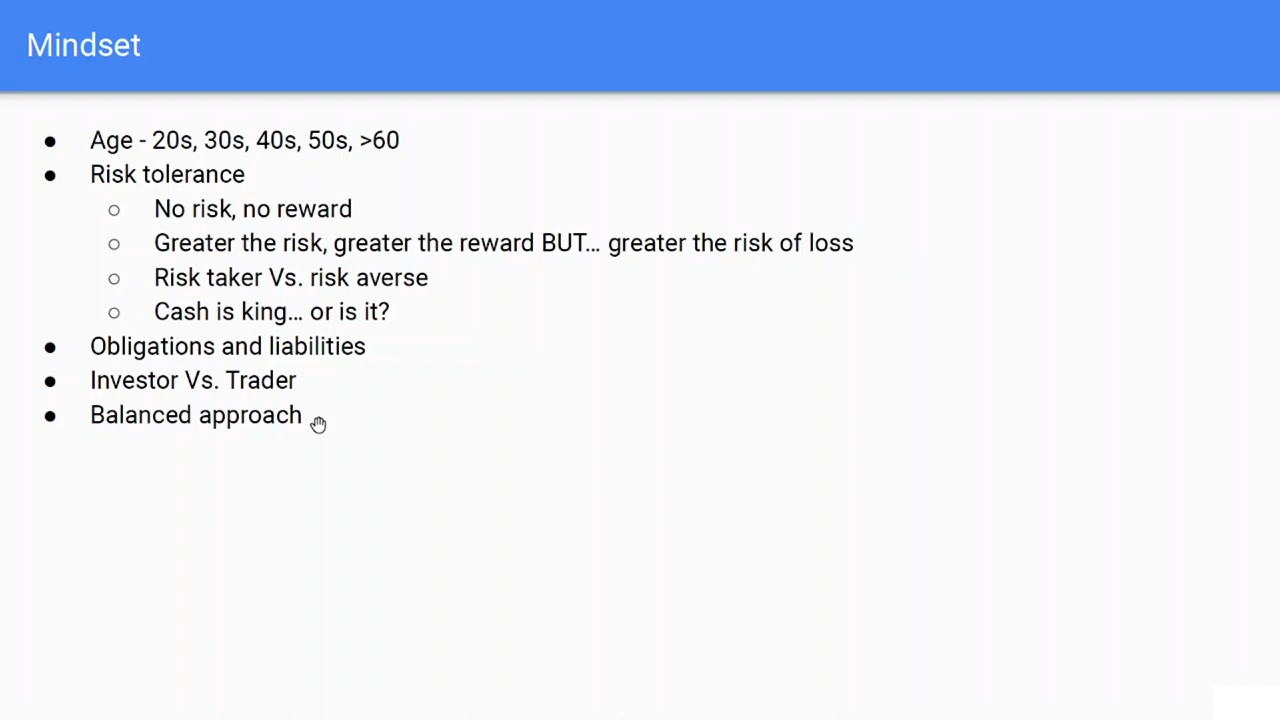 Mindset
● Age - 20s, 30s, 40s, 50s, >60
● Risk tolerance
○ No risk, no reward
○ Greater the risk, greater the reward BUT... greater the risk of loss
○ Risk taker Vs. risk averse
○ Cash is king... or is it?
● Obligations and liabilities
● Investor Vs. Trader
● Balanced approach